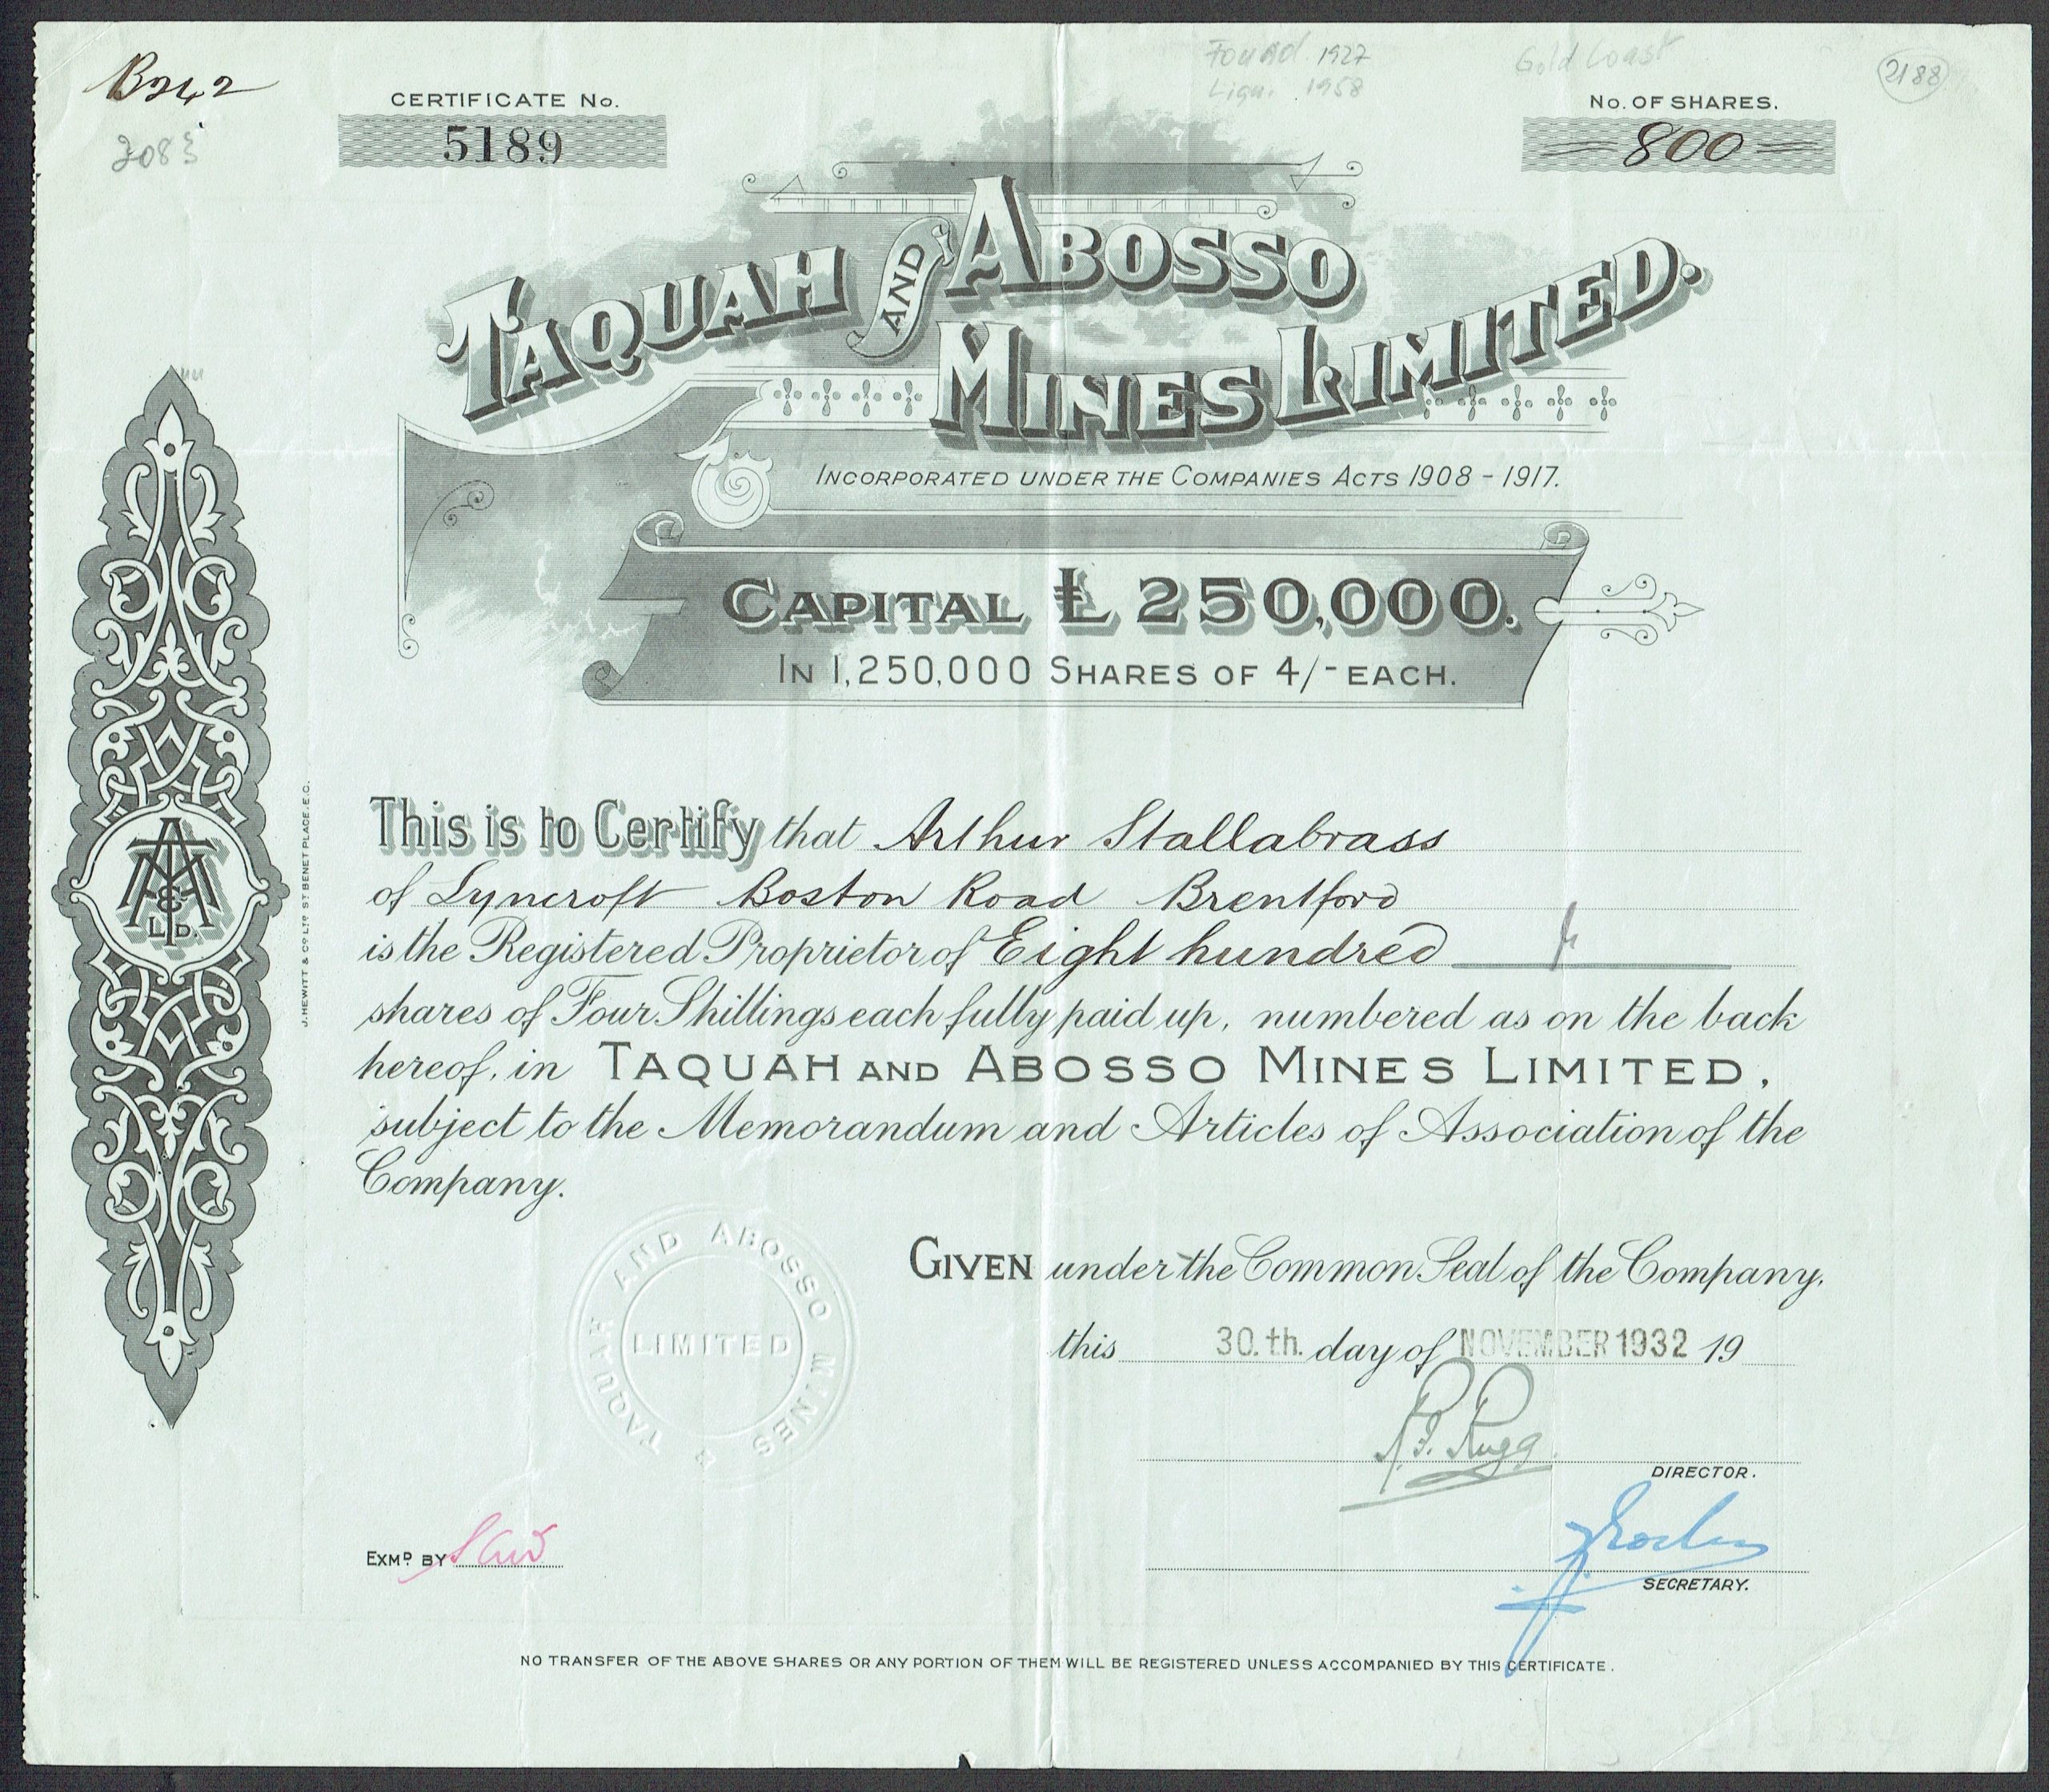 B242
Found. 1927
Liqu. 1958
Gold Coast
2188
CERTIFICATE No.
5189
No. OF SHARES.
800
TAQUAH AND ABOSSO
MINES LIMITED.
INCORPORATED UNDER THE COMPANIES ACTS 1908 - 1917.
CAPITAL £ 250,000.
IN 1,250,000 SHARES OF 4/- EACH.
This is to Certify that Arthur Stallabrass
of Lyncroft Boston Road Brentford
is the Registered Proprietor of Eight hundred
shares of Four Shillings each fully paid up, numbered as on the back
hereof, in TAQUAH AND ABOSSO MINES LIMITED,
subject to the Memorandum and Articles of Association of the
Company.
GIVEN under the Common Seal of the Company,
this 30.th. day of NOVEMBER 1932 19
DIRECTOR.
SECRETARY.
EXMD. BY
TAQUAH AND ABOSSO MINES
LIMITED
TAM & LD.
J. HEWITT & CO LTD ST BENET PLACE, E.C.
NO TRANSFER OF THE ABOVE SHARES OR ANY PORTION OF THEM WILL BE REGISTERED UNLESS ACCOMPANIED BY THIS CERTIFICATE.